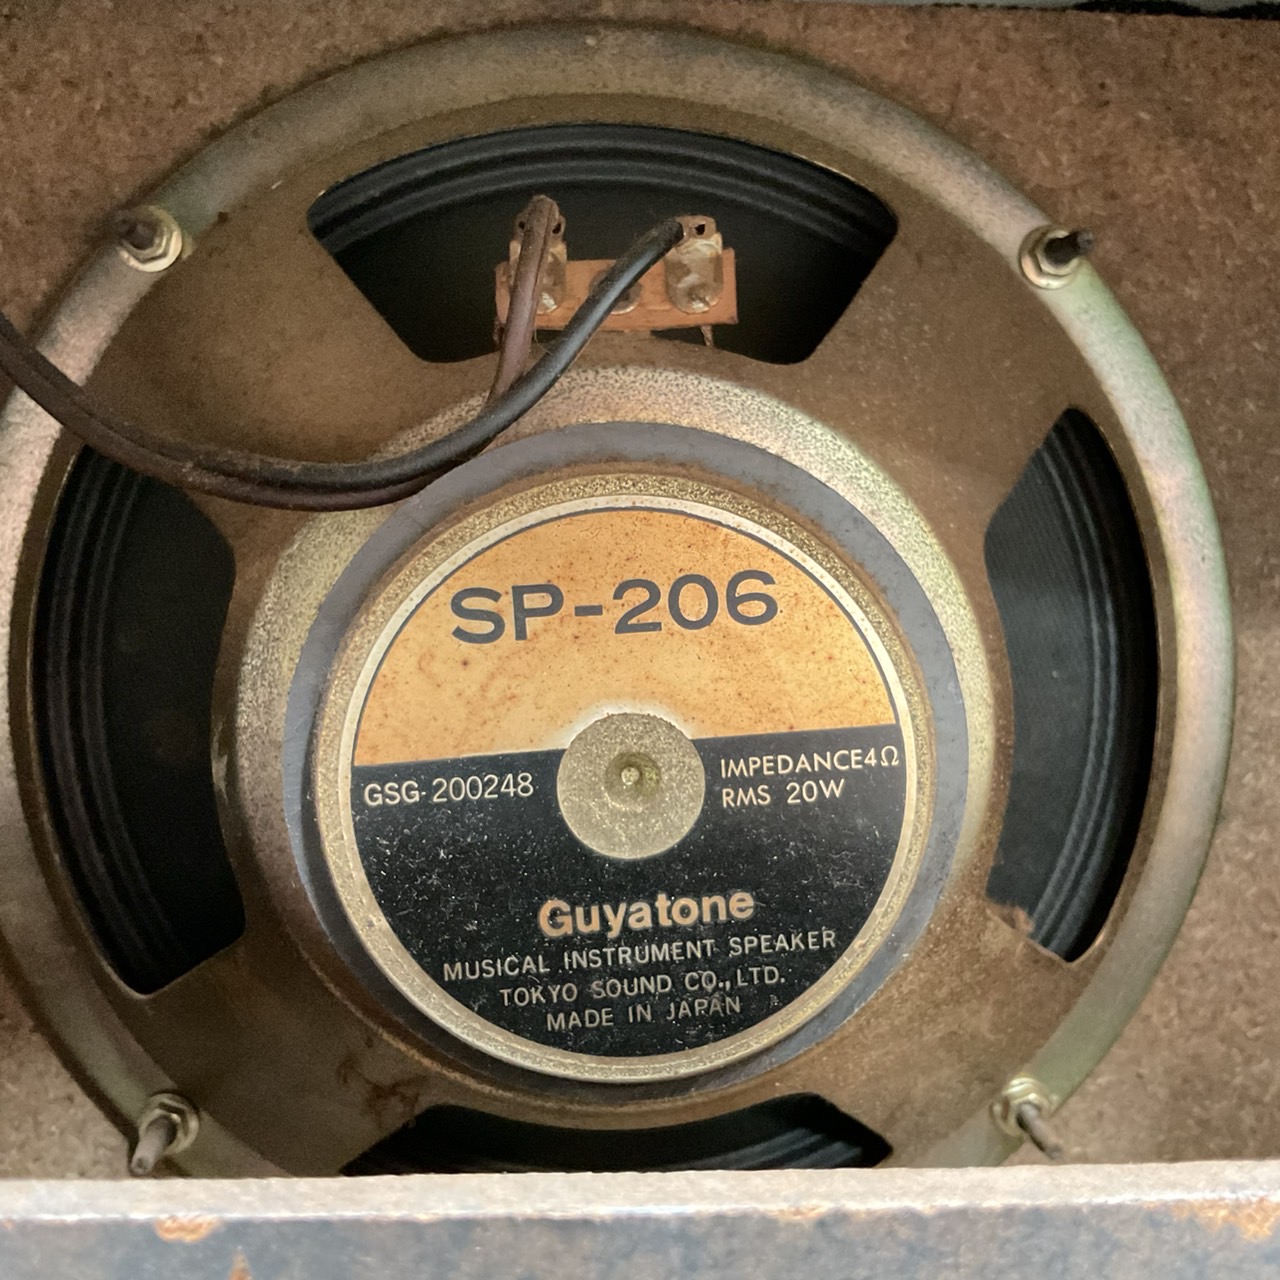 SP-206
GSG-200248
IMPEDANCE4Ω
RMS 20W
Guyatone
MUSICAL INSTRUMENT SPEAKER
TOKYO SOUND CO.,LTD.
MADE IN JAPAN